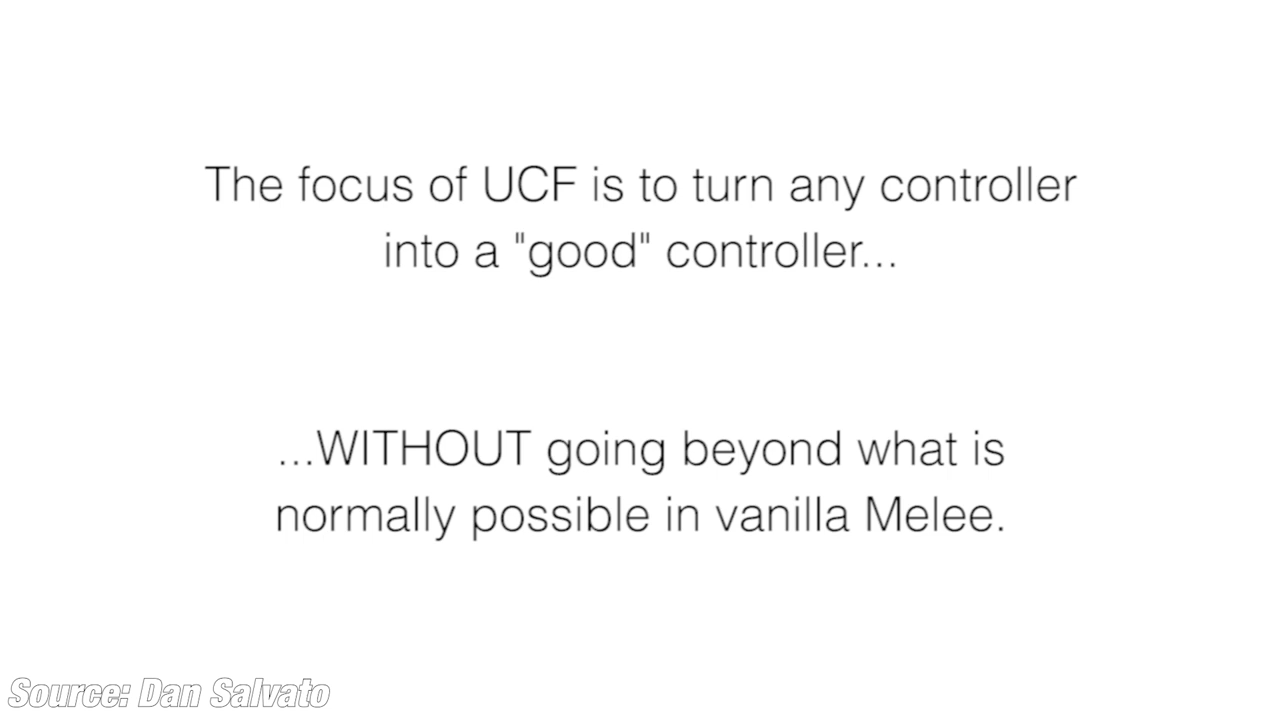 The focus of UCF is to turn any controller
into a "good" controller...
...WITHOUT going beyond what is
normally possible in vanilla Melee.
Source: Dan Salvato